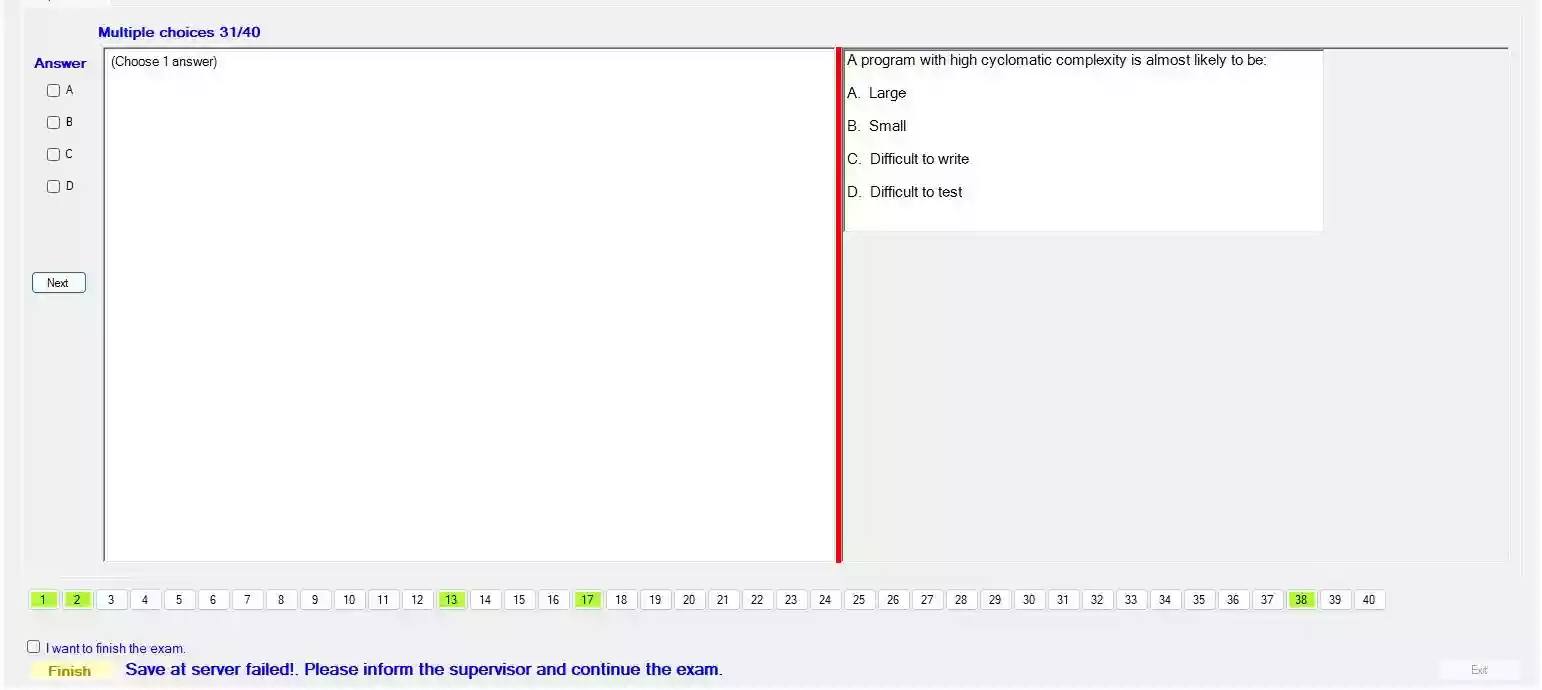 Multiple choices 31/40
Answer
(Choose 1 answer)
A
B
C
D
Next
A program with high cyclomatic complexity is almost likely to be:
A. Large
B. Small
C. Difficult to write
D. Difficult to test
1 2 3 4 5 6 7 8 9 10 11 12 13 14 15 16 17 18 19 20 21 22 23 24 25 26 27 28 29 30 31 32 33 34 35 36 37 38 39 40
I want to finish the exam.
Finish Save at server failed!. Please inform the supervisor and continue the exam.
Exit